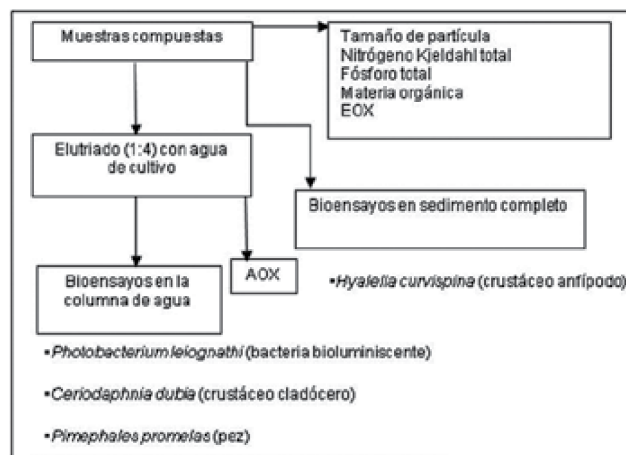 Muestras compuestas
Tamaño de partícula
Nitrógeno Kjeldahl total
Fósforo total
Materia orgánica
EOX
Elutriado (1:4) con agua
de cultivo
Bioensayos en sedimento completo
Bioensayos en la
columna de agua
AOX
•Hyalella curvispina (crustáceo anfípodo)
•Photobacterium leiognathi (bacteria bioluminiscente)
•Ceriodaphnia dubia (crustáceo cladócero)
•Pimephales promelas (pez)